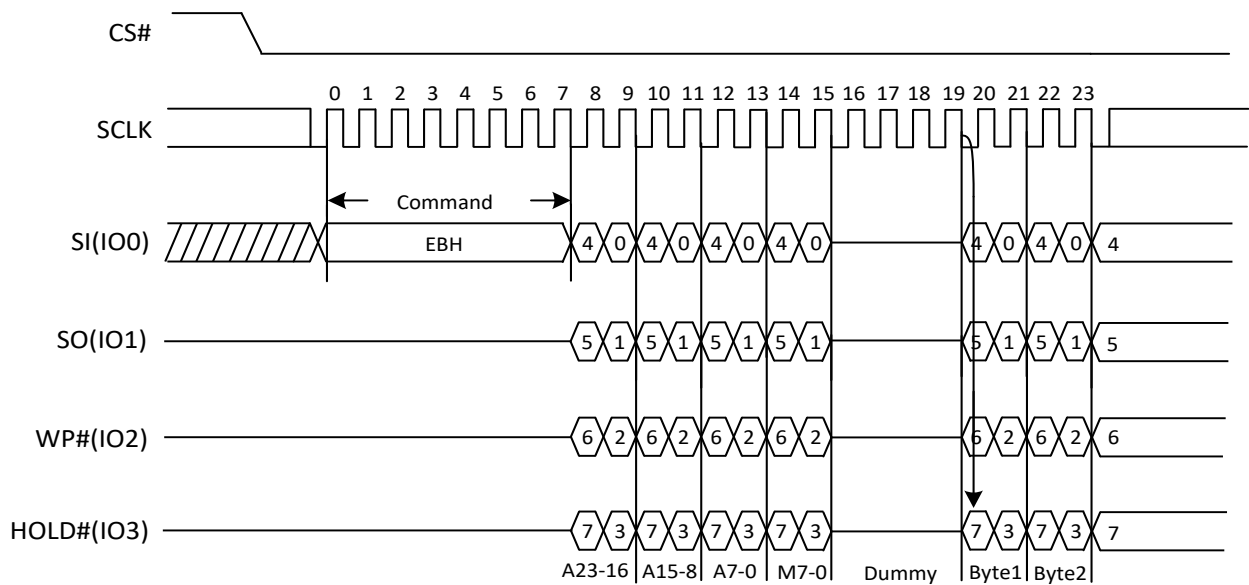 CS#
0 1 2 3 4 5 6 7 8 9 10 11 12 13 14 15 16 17 18 19 20 21 22 23
SCLK
Command
SI(IO0) EBH 4 0 4 0 4 0 4 0 4 0 4 0 4
SO(IO1) 5 1 5 1 5 1 5 1 5 1 5 1 5
WP#(IO2) 6 2 6 2 6 2 6 2 6 2 6 2 6
HOLD#(IO3) 7 3 7 3 7 3 7 3 7 3 7 3 7
A23-16 A15-8 A7-0 M7-0 Dummy Byte1 Byte2